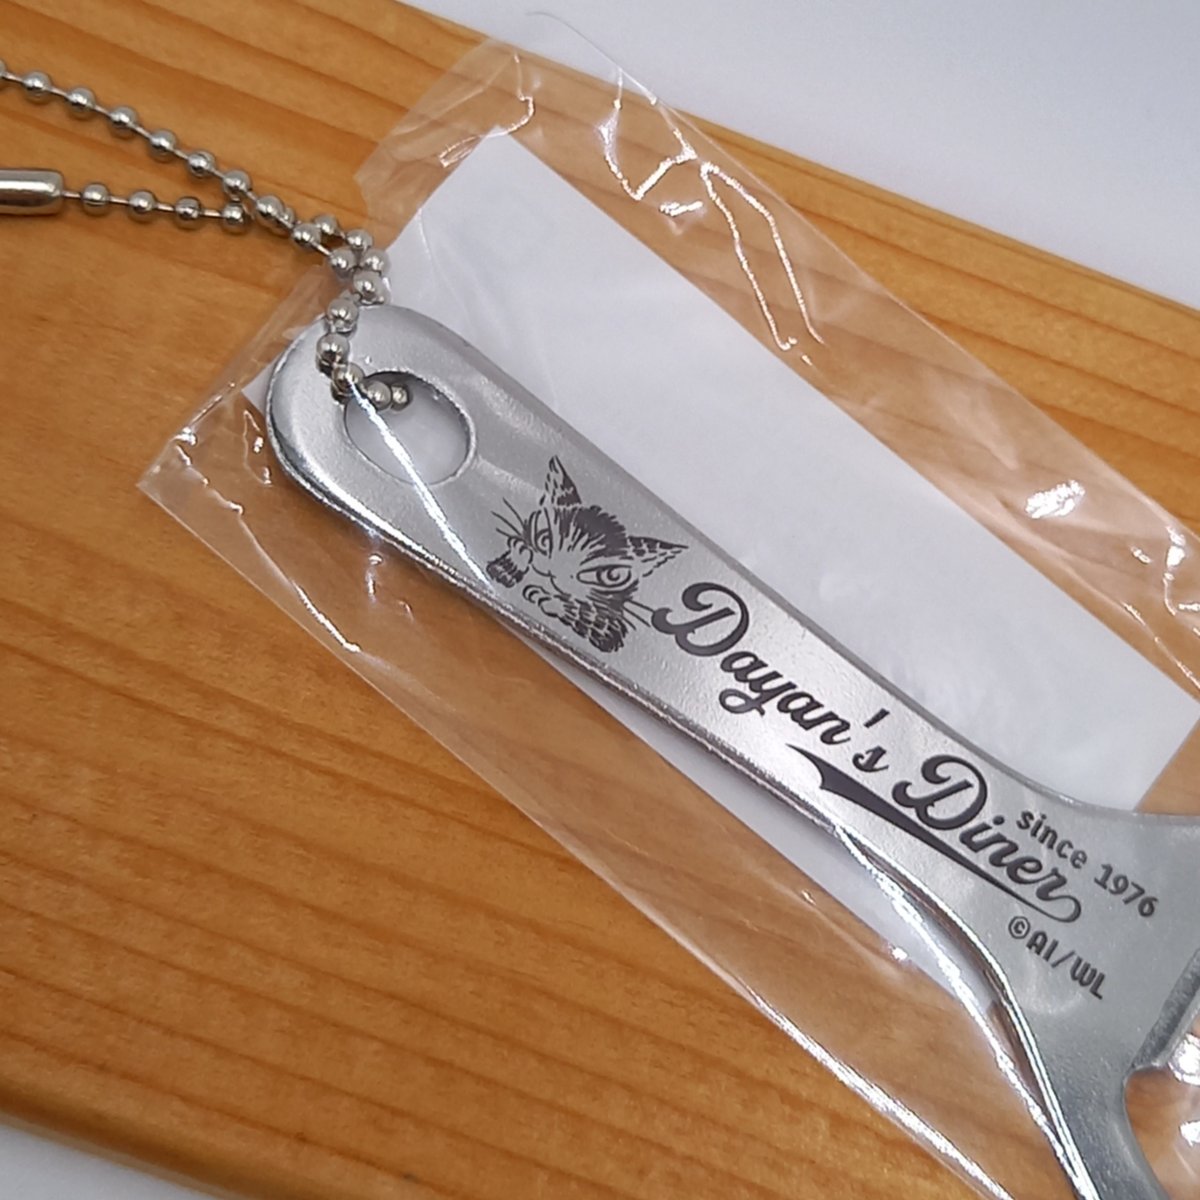 Dayan's Diner
since 1976
©AI/WL